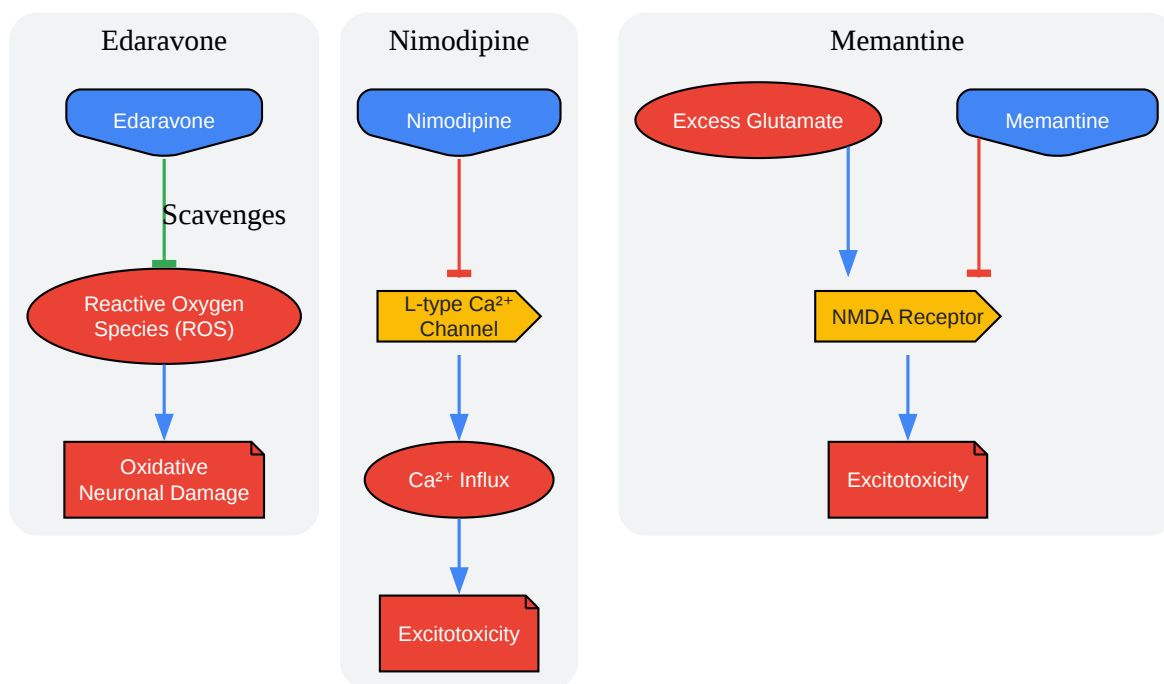 Edaravone
Edaravone
Scavenges
Reactive Oxygen
Species (ROS)
Oxidative
Neuronal Damage
Nimodipine
Nimodipine
L-type Ca²⁺
Channel
Ca²⁺ Influx
Excitotoxicity
Memantine
Excess Glutamate
Memantine
NMDA Receptor
Excitotoxicity